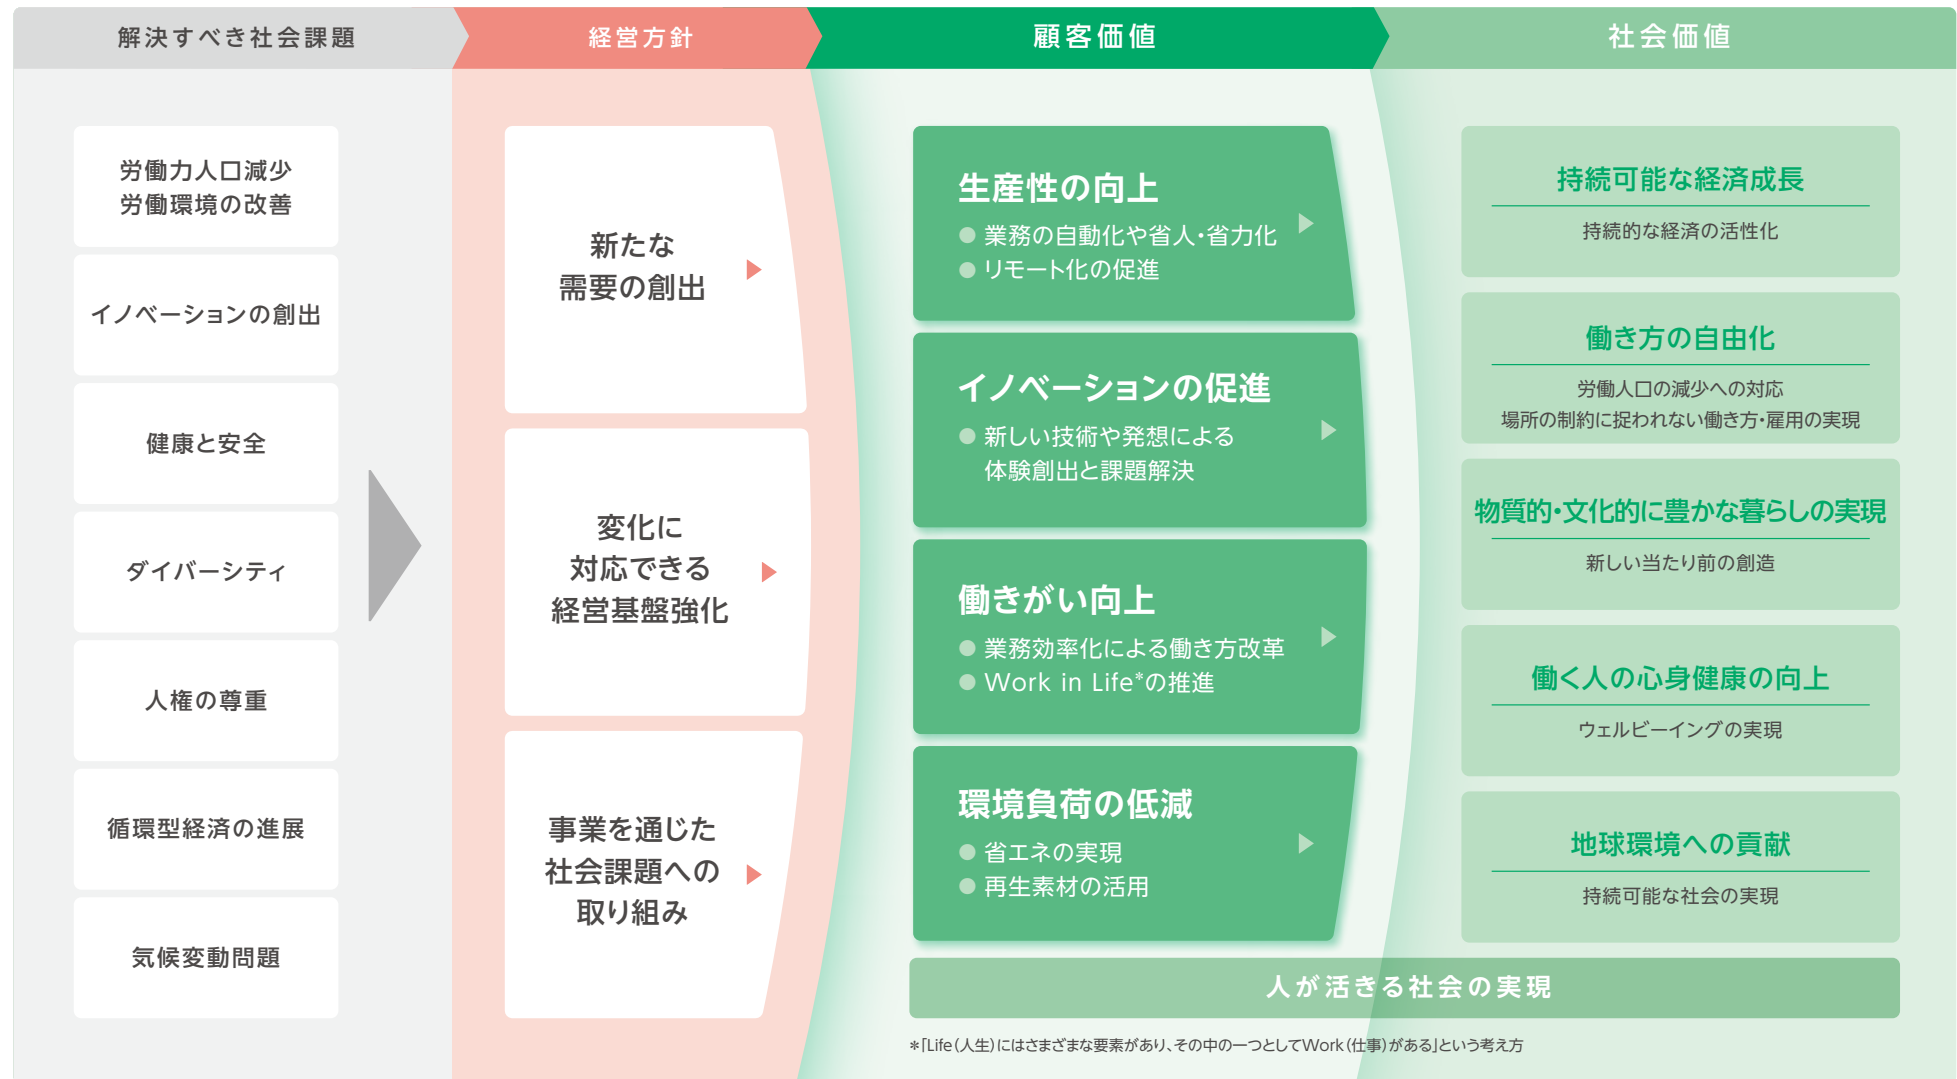 解決すべき社会課題
経営方針
顧客価値
社会価値
労働力人口減少
労働環境の改善
イノベーションの創出
健康と安全
ダイバーシティ
人権の尊重
循環型経済の進展
気候変動問題
新たな
需要の創出
変化に
対応できる
経営基盤強化
事業を通じた
社会課題への
取り組み
生産性の向上
● 業務の自動化や省人・省力化
● リモート化の促進
イノベーションの促進
● 新しい技術や発想による
体験創出と課題解決
働きがい向上
● 業務効率化による働き方改革
● Work in Life*の推進
環境負荷の低減
● 省エネの実現
● 再生素材の活用
持続可能な経済成長
持続的な経済の活性化
働き方の自由化
労働人口の減少への対応
場所の制約に捉われない働き方・雇用の実現
物質的・文化的に豊かな暮らしの実現
新しい当たり前の創造
働く人の心身健康の向上
ウェルビーイングの実現
地球環境への貢献
持続可能な社会の実現
人が活きる社会の実現
*「Life（人生）にはさまざまな要素があり、その中の一つとしてWork（仕事）がある」という考え方